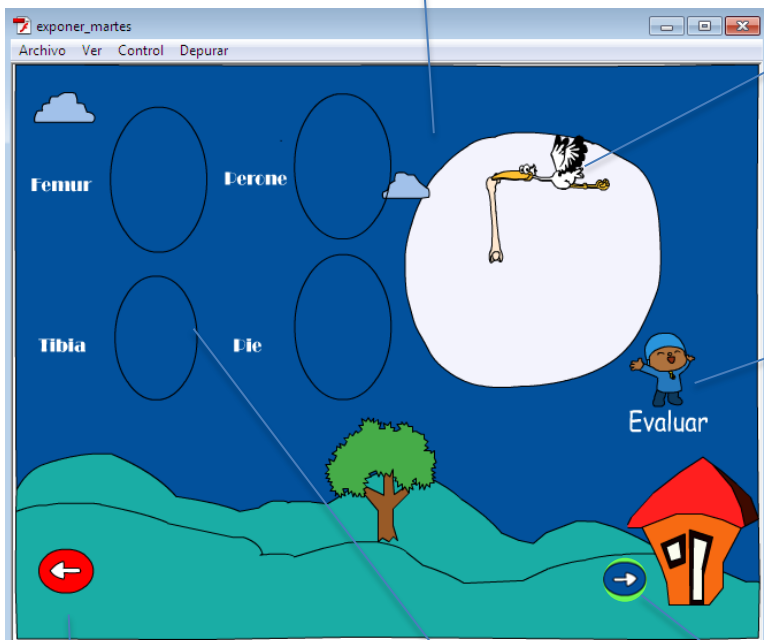 exponer_martes
Archivo Ver Control Depurar
Femur
Perone
Tibia
Pie
Evaluar